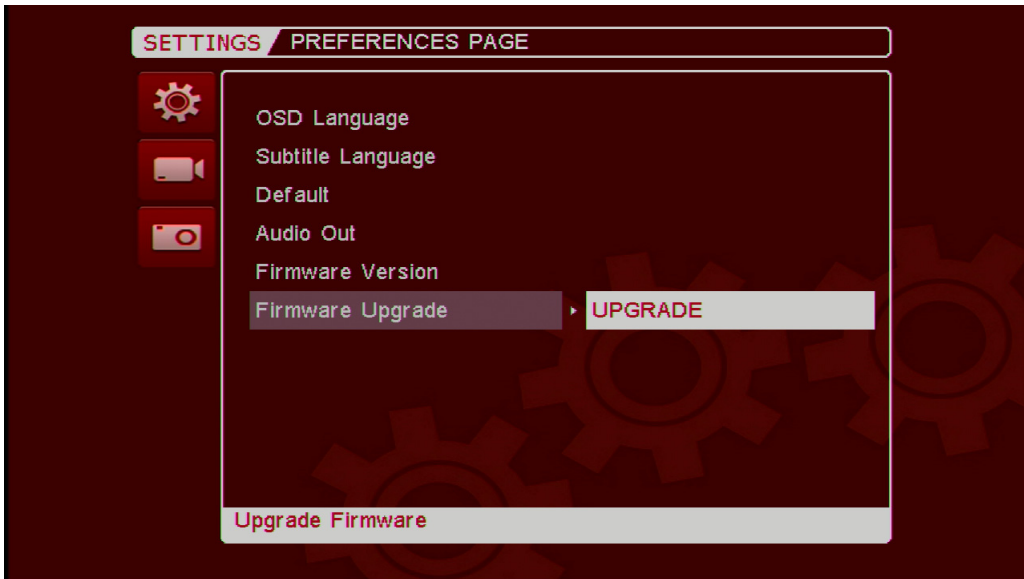 SETTINGS PREFERENCES PAGE
OSD Language
Subtitle Language
Default
Audio Out
Firmware Version
Firmware Upgrade UPGRADE
Upgrade Firmware